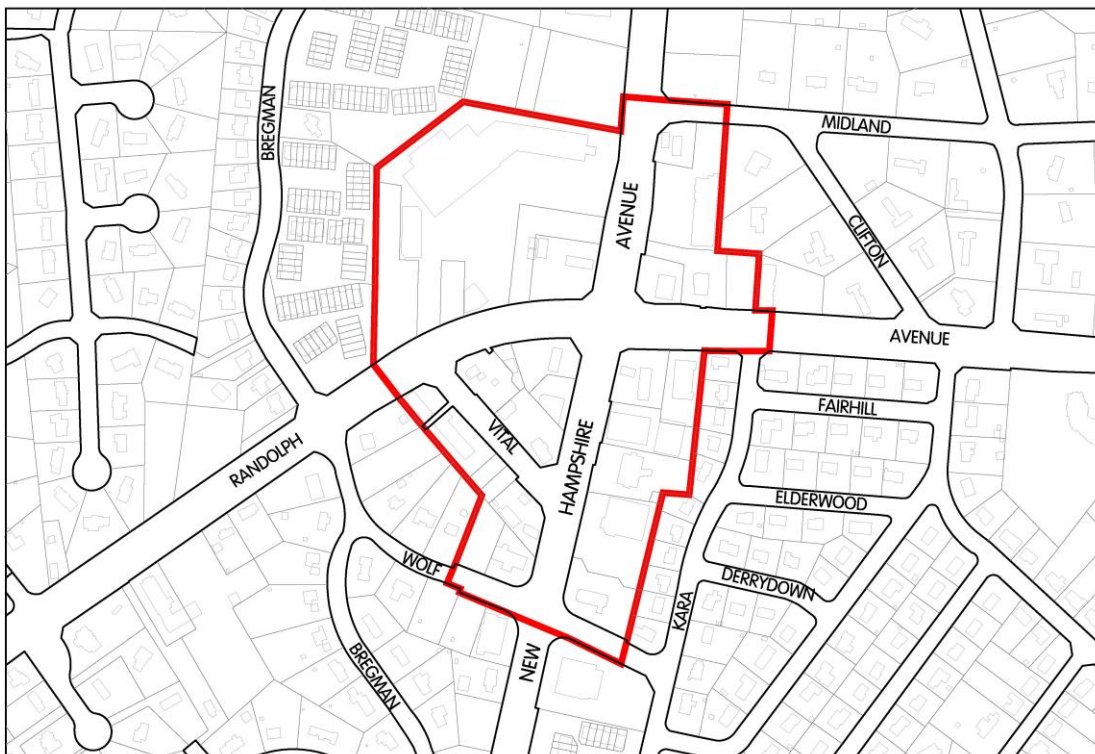 BREGMAN
MIDLAND
AVENUE
CLIFTON
AVENUE
FAIRHILL
VITAL
RANDOLPH
HAMPSHIRE
ELDERWOOD
WOLF
DERRYDOWN
KARA
BREGMAN
NEW